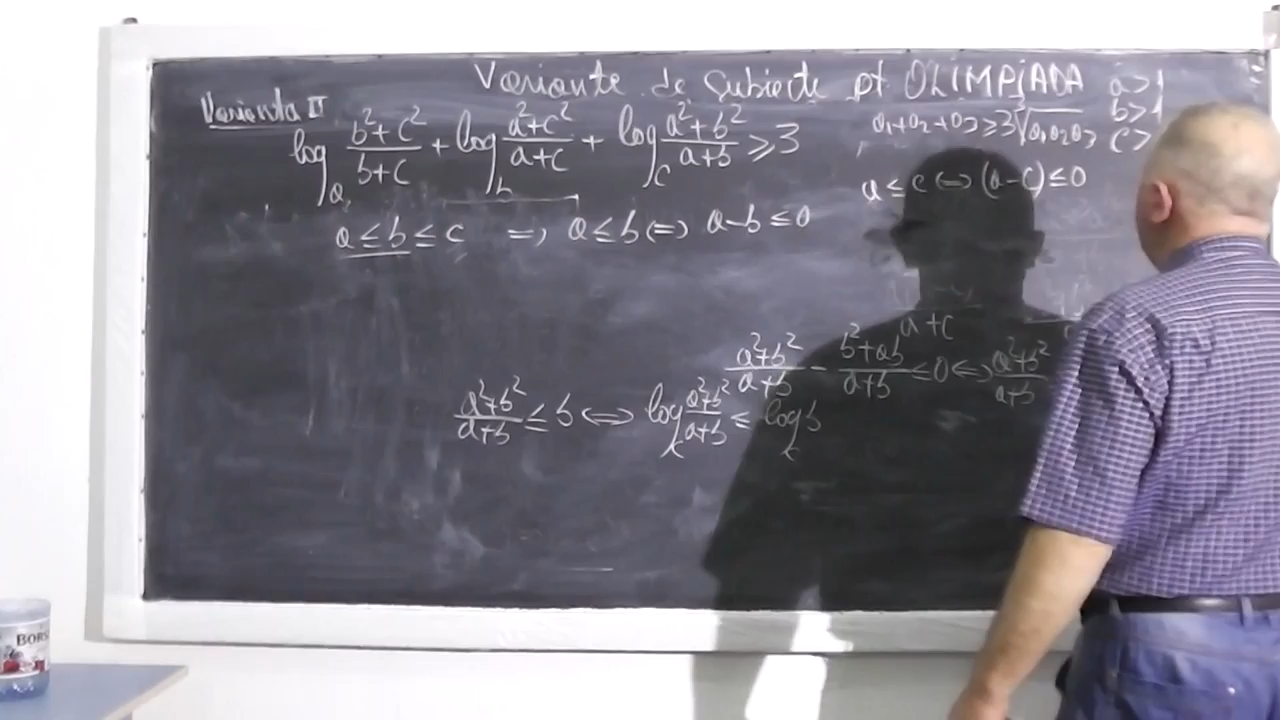 Variante de subiecte pt OLIMPIADA
Varianta II
a>1
b>1
c>
log_a (b²+c²)/(b+c) + log_b (a²+c²)/(a+c) + log_c (a²+b²)/(a+b) ≥ 3
a₁+a₂+a₃ ≥ 3∛(a₁a₂a₃)
a ≤ c ⇔ (a-c) ≤ 0
a ≤ b ≤ c ⇒ a ≤ b ⇔ a-b ≤ 0
a+c
(a²+b²)/(a+b) - (b²+ab)/(a+b) ≤ 0 ⇔ (a²+b²)/(a+b)
(a²+b²)/(a+b) ≤ b ⇔ log_c (a²+b²)/(a+b) ≤ log_c b
BORS